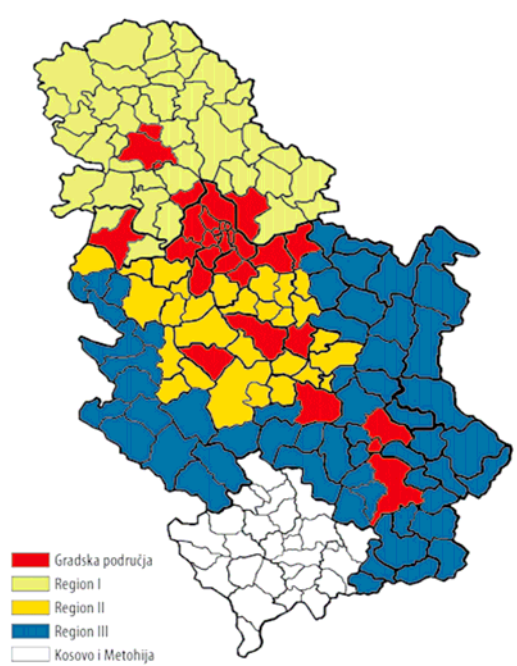 Gradska područja
Region I
Region II
Region III
Kosovo i Metohija